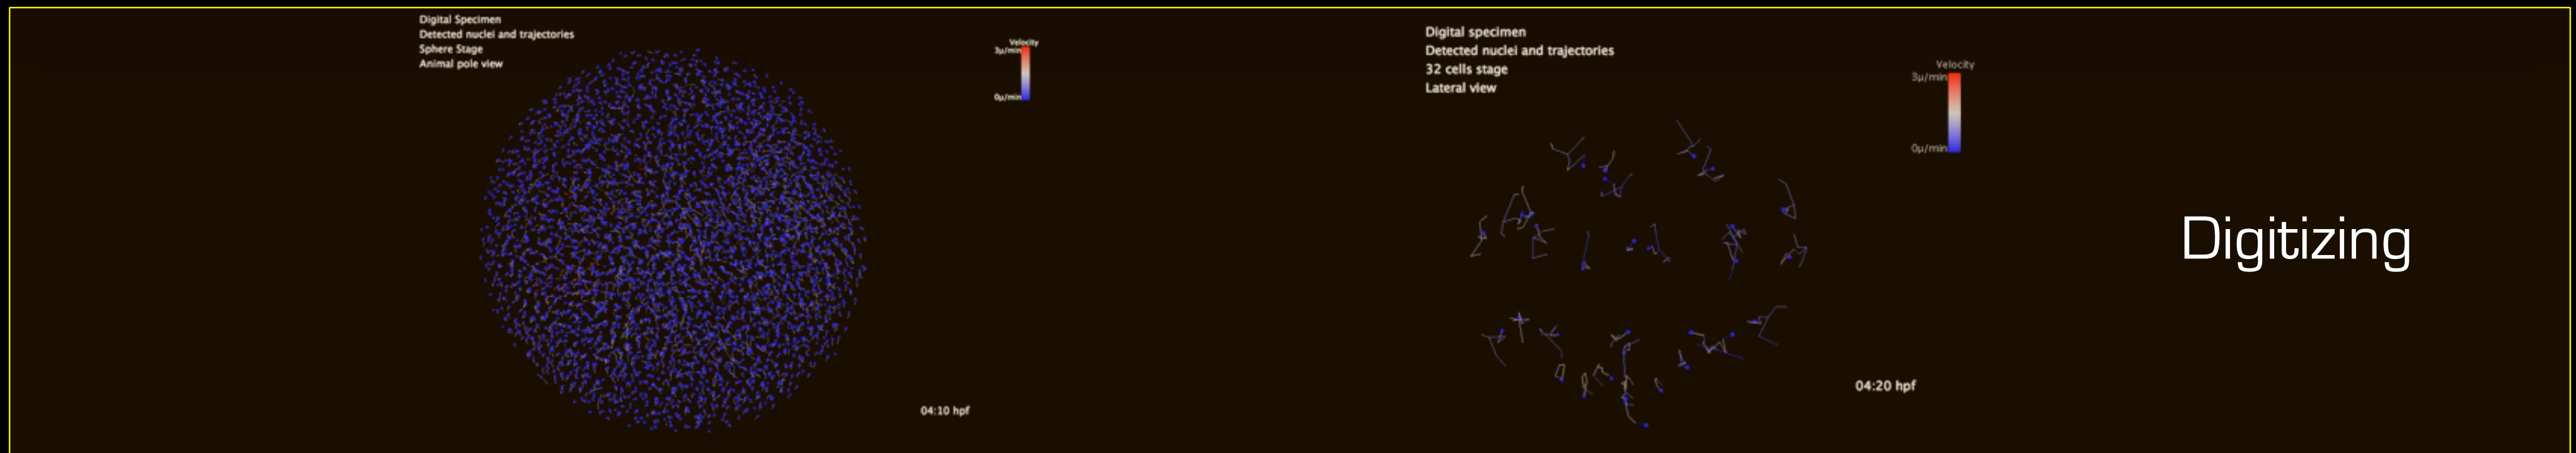 Digital Specimen
Detected nuclei and trajectories
Sphere Stage
Animal pole view
Velocity
3µ/min
0µ/min
04:10 hpf
Digital specimen
Detected nuclei and trajectories
32 cells stage
Lateral view
Velocity
3µ/min
0µ/min
04:20 hpf
Digitizing